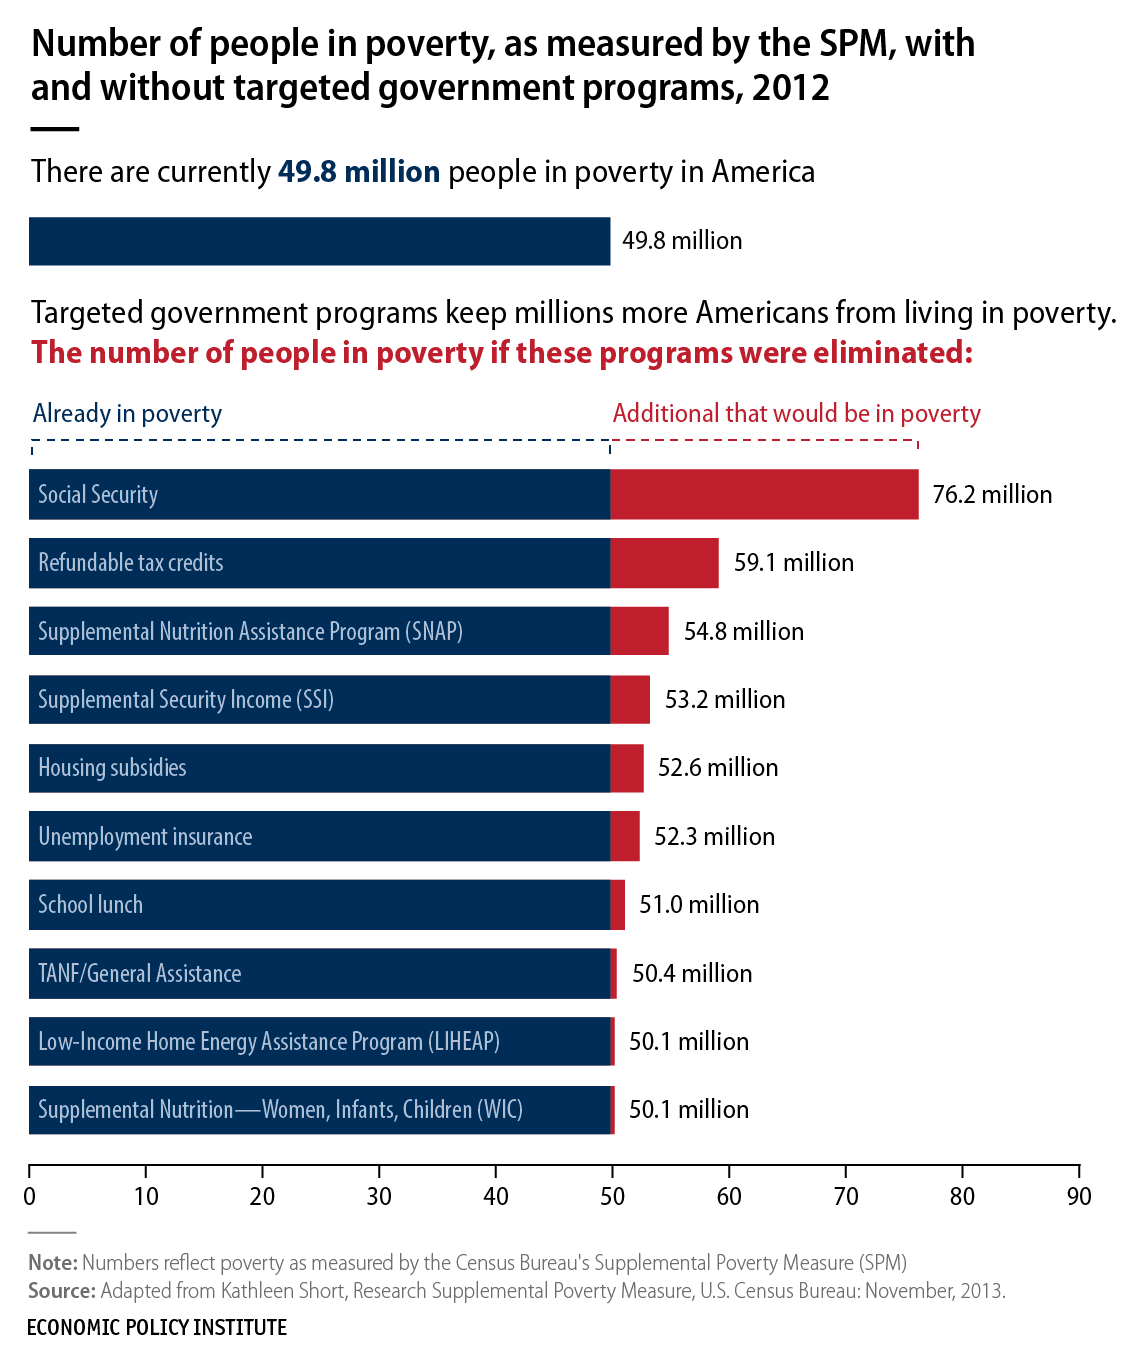 Number of people in poverty, as measured by the SPM, with
and without targeted government programs, 2012
There are currently 49.8 million people in poverty in America
49.8 million
Targeted government programs keep millions more Americans from living in poverty.
The number of people in poverty if these programs were eliminated:
Already in poverty
Additional that would be in poverty
Social Security
76.2 million
Refundable tax credits
59.1 million
Supplemental Nutrition Assistance Program (SNAP)
54.8 million
Supplemental Security Income (SSI)
53.2 million
Housing subsidies
52.6 million
Unemployment insurance
52.3 million
School lunch
51.0 million
TANF/General Assistance
50.4 million
Low-Income Home Energy Assistance Program (LIHEAP)
50.1 million
Supplemental Nutrition—Women, Infants, Children (WIC)
50.1 million
0 10 20 30 40 50 60 70 80 90
Note: Numbers reflect poverty as measured by the Census Bureau's Supplemental Poverty Measure (SPM)
Source: Adapted from Kathleen Short, Research Supplemental Poverty Measure, U.S. Census Bureau: November, 2013.
ECONOMIC POLICY INSTITUTE